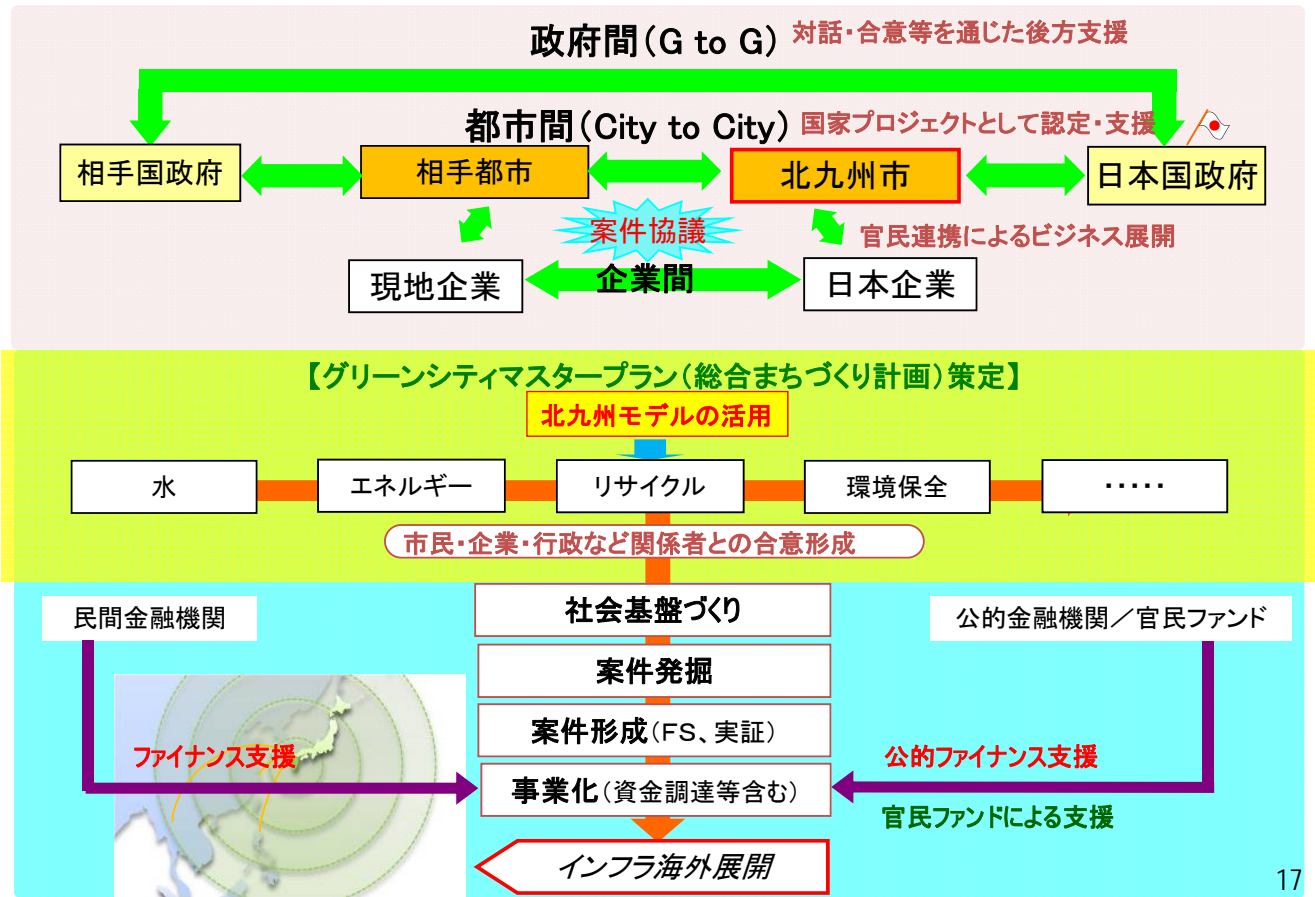 政府間(G to G) 対話・合意等を通じた後方支援
都市間(City to City) 国家プロジェクトとして認定・支援
相手国政府
相手都市
北九州市
日本国政府
案件協議
官民連携によるビジネス展開
現地企業
企業間
日本企業
【グリーンシティマスタープラン(総合まちづくり計画)策定】
北九州モデルの活用
水
エネルギー
リサイクル
環境保全
・・・・・
市民・企業・行政など関係者との合意形成
民間金融機関
社会基盤づくり
公的金融機関/官民ファンド
案件発掘
案件形成(FS、実証)
ファイナンス支援
公的ファイナンス支援
事業化(資金調達等含む)
官民ファンドによる支援
インフラ海外展開
17